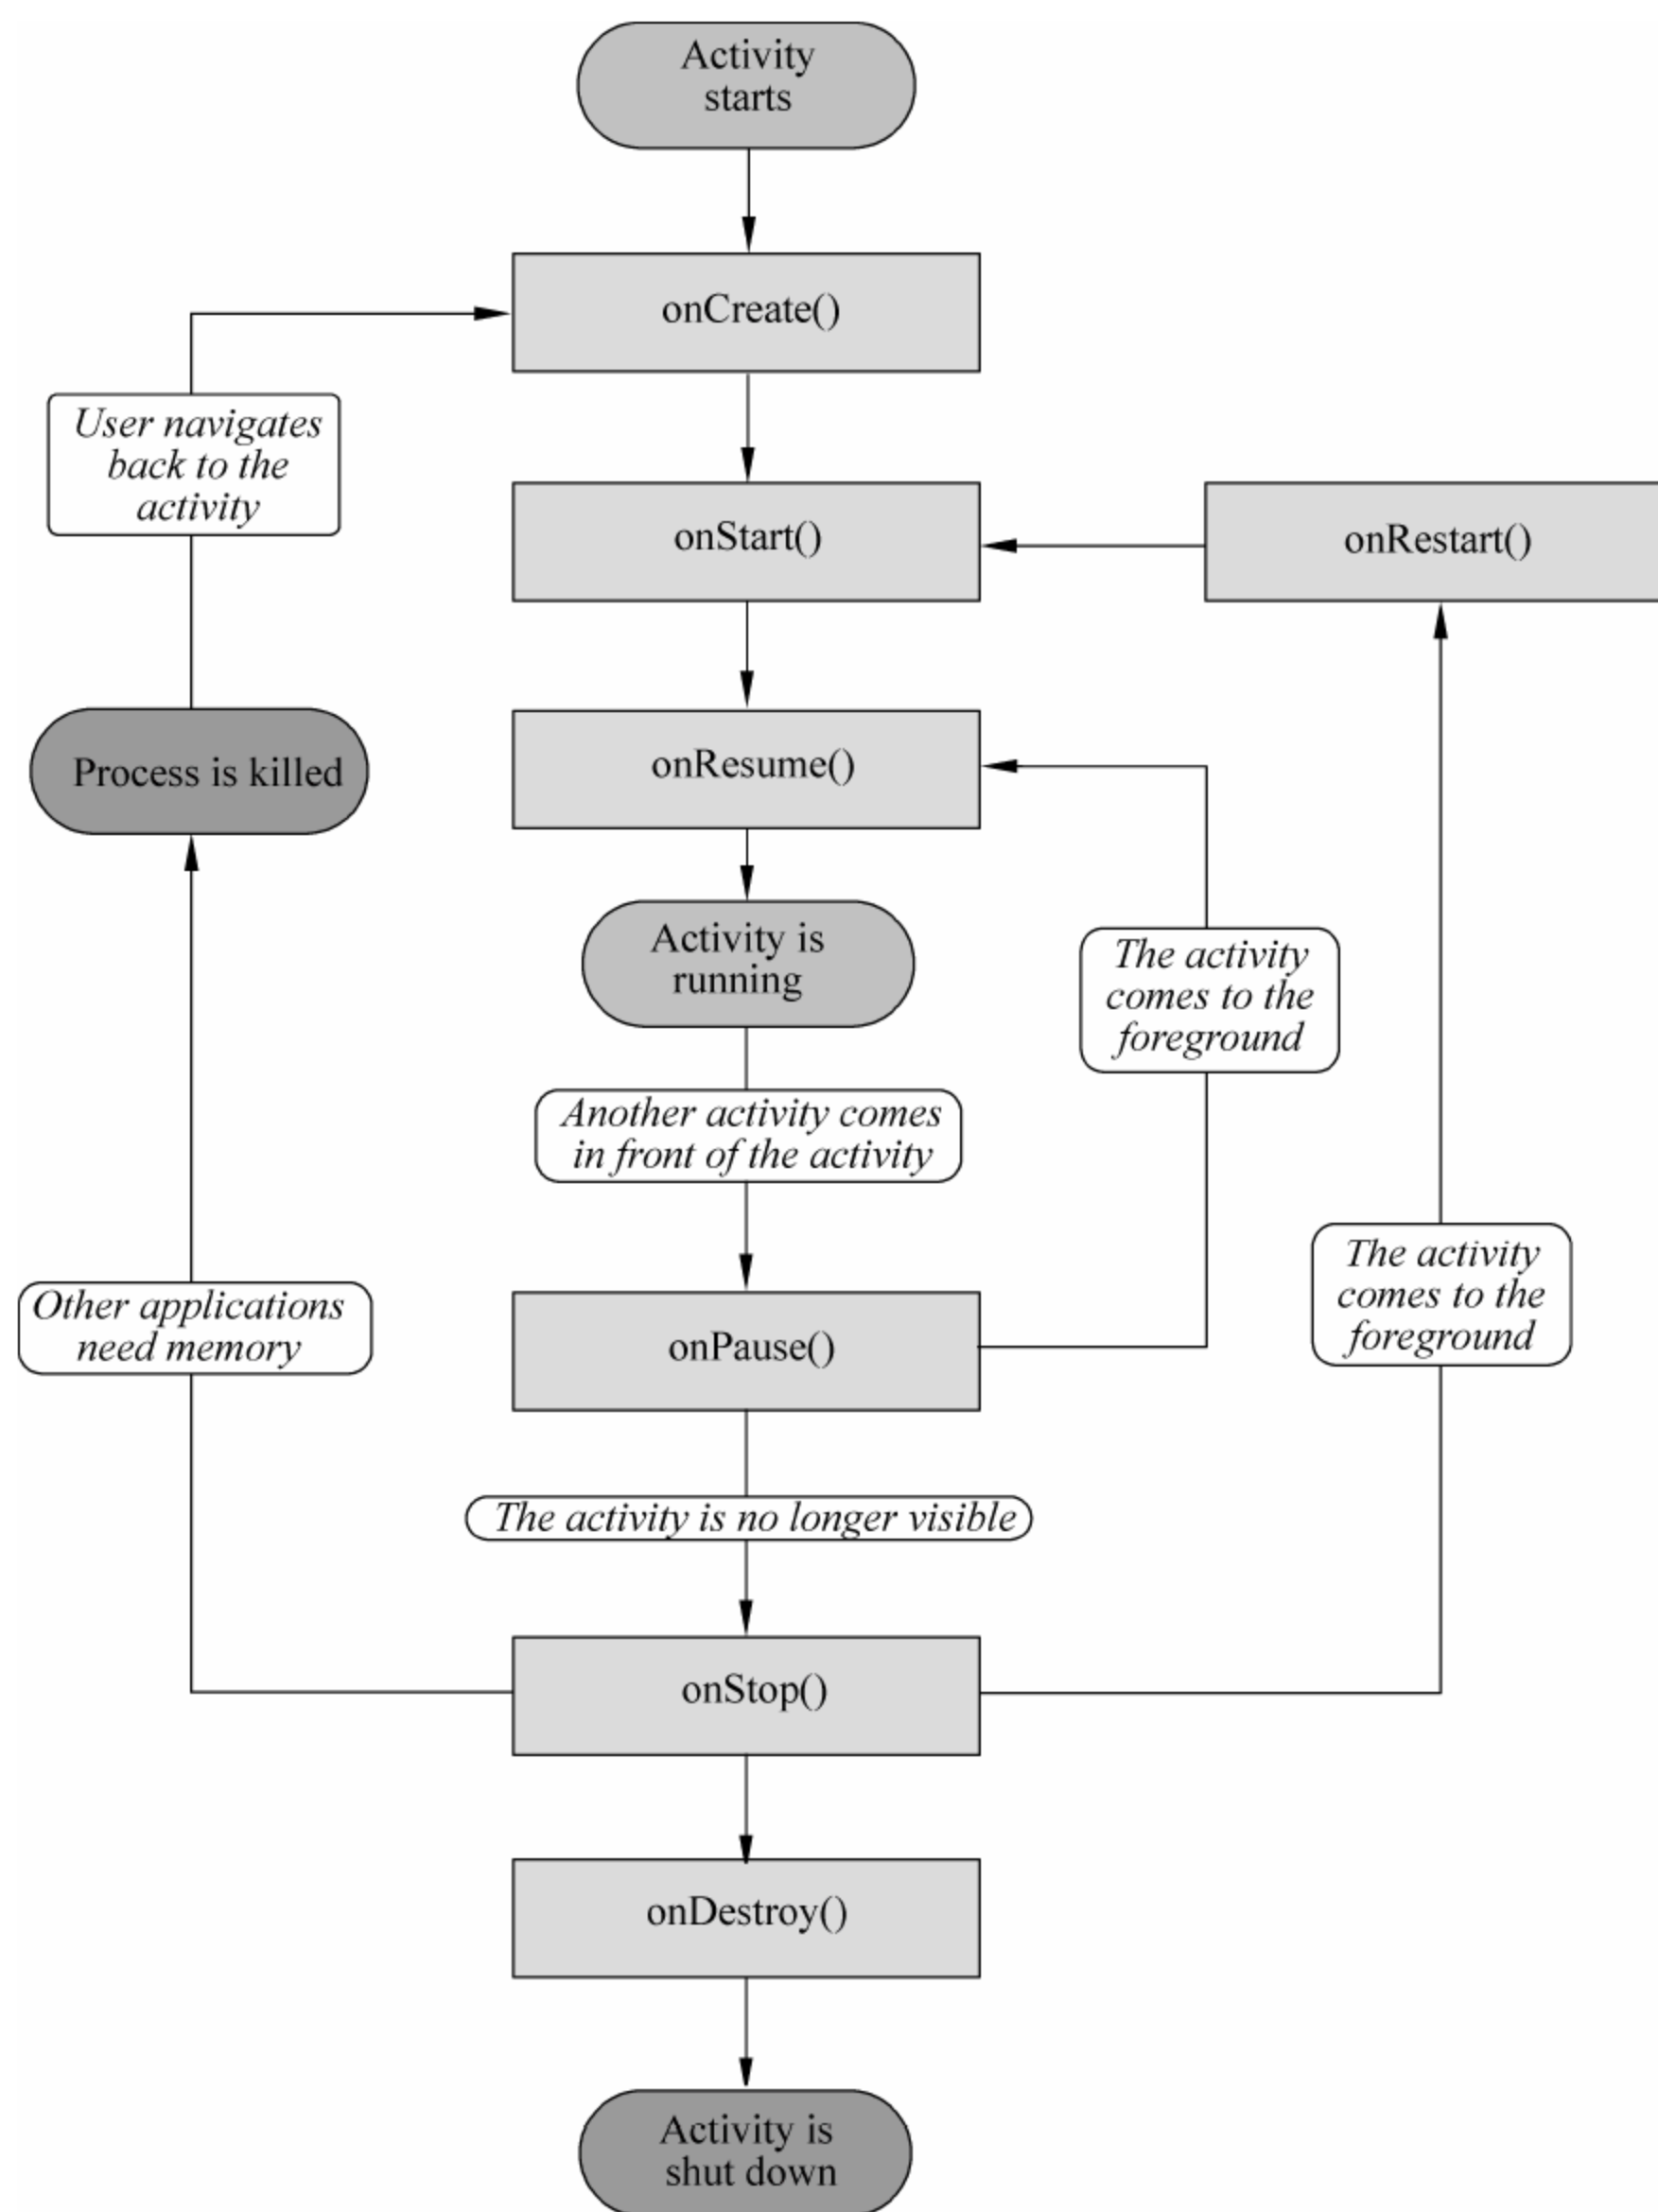 Activity
starts
onCreate()
User navigates
back to the
activity
onStart()
onRestart()
onResume()
Process is killed
Activity is
running
The activity
comes to the
foreground
Another activity comes
in front of the activity
The activity
comes to the
foreground
Other applications
need memory
onPause()
The activity is no longer visible
onStop()
onDestroy()
Activity is
shut down